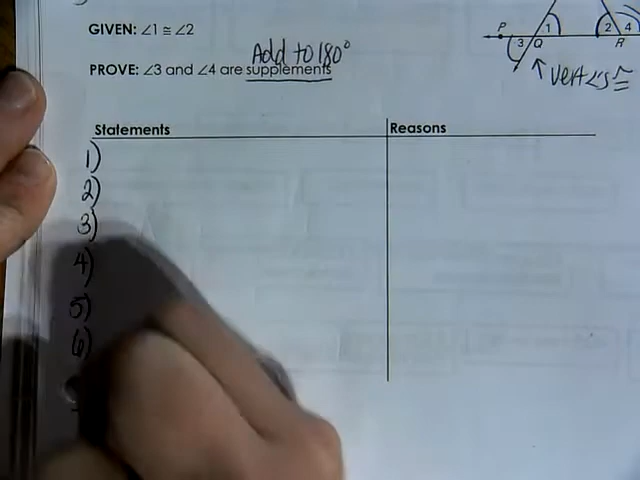 GIVEN: ∠1 ≅ ∠2
Add to 180°
PROVE: ∠3 and ∠4 are supplements
P
3
Q
1
2
4
R
↑ vert ∠'s ≅
Statements
Reasons
1)
2)
3)
4)
5)
6)